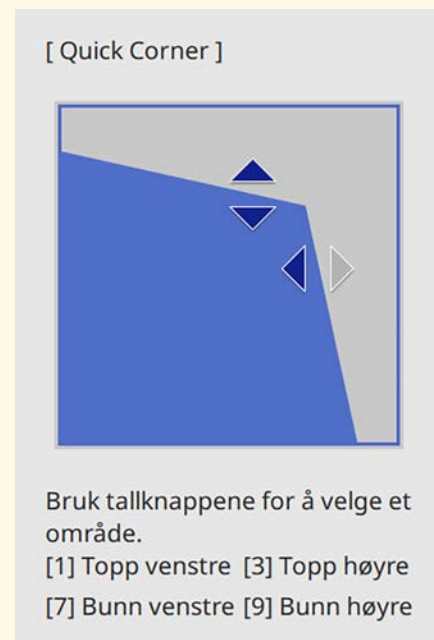 [ Quick Corner ]
Bruk tallknappene for å velge et
område.
[1] Topp venstre [3] Topp høyre
[7] Bunn venstre [9] Bunn høyre